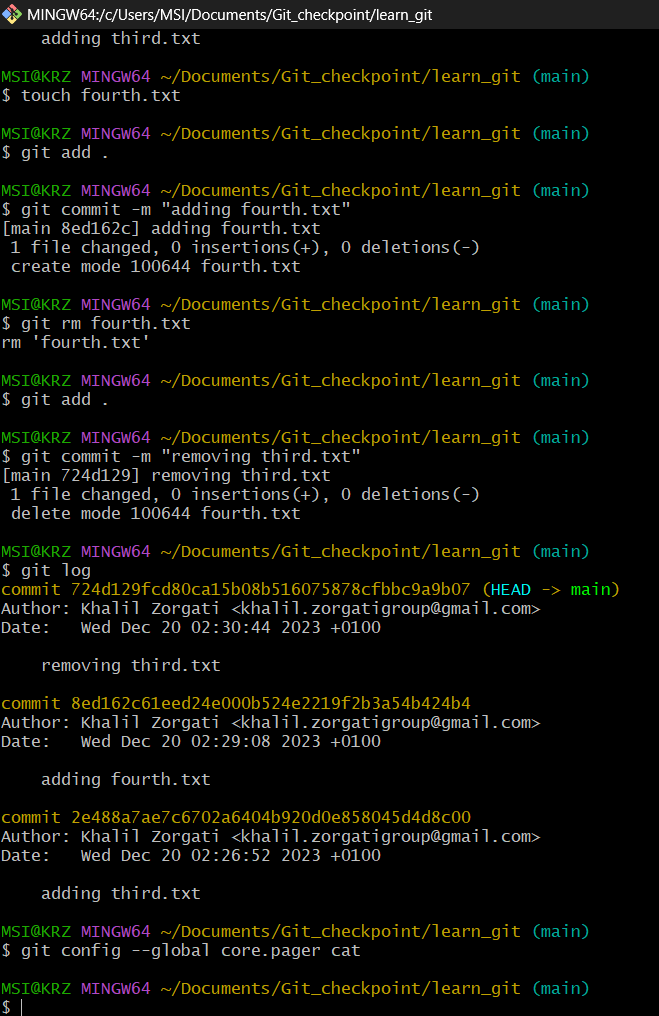 MINGW64:/c/Users/MSI/Documents/Git_checkpoint/learn_git
adding third.txt
MSI@KRZ MINGW64 ~/Documents/Git_checkpoint/learn_git (main)
$ touch fourth.txt
MSI@KRZ MINGW64 ~/Documents/Git_checkpoint/learn_git (main)
$ git add .
MSI@KRZ MINGW64 ~/Documents/Git_checkpoint/learn_git (main)
$ git commit -m "adding fourth.txt"
[main 8ed162c] adding fourth.txt
1 file changed, 0 insertions(+), 0 deletions(-)
create mode 100644 fourth.txt
MSI@KRZ MINGW64 ~/Documents/Git_checkpoint/learn_git (main)
$ git rm fourth.txt
rm 'fourth.txt'
MSI@KRZ MINGW64 ~/Documents/Git_checkpoint/learn_git (main)
$ git add .
MSI@KRZ MINGW64 ~/Documents/Git_checkpoint/learn_git (main)
$ git commit -m "removing third.txt"
[main 724d129] removing third.txt
1 file changed, 0 insertions(+), 0 deletions(-)
delete mode 100644 fourth.txt
MSI@KRZ MINGW64 ~/Documents/Git_checkpoint/learn_git (main)
$ git log
commit 724d129fcd80ca15b08b516075878cfbbc9a9b07 (HEAD -> main)
Author: Khalil Zorgati <khalil.zorgatigroup@gmail.com>
Date:   Wed Dec 20 02:30:44 2023 +0100
removing third.txt
commit 8ed162c61eed24e000b524e2219f2b3a54b424b4
Author: Khalil Zorgati <khalil.zorgatigroup@gmail.com>
Date:   Wed Dec 20 02:29:08 2023 +0100
adding fourth.txt
commit 2e488a7ae7c6702a6404b920d0e858045d4d8c00
Author: Khalil Zorgati <khalil.zorgatigroup@gmail.com>
Date:   Wed Dec 20 02:26:52 2023 +0100
adding third.txt
MSI@KRZ MINGW64 ~/Documents/Git_checkpoint/learn_git (main)
$ git config --global core.pager cat
MSI@KRZ MINGW64 ~/Documents/Git_checkpoint/learn_git (main)
$